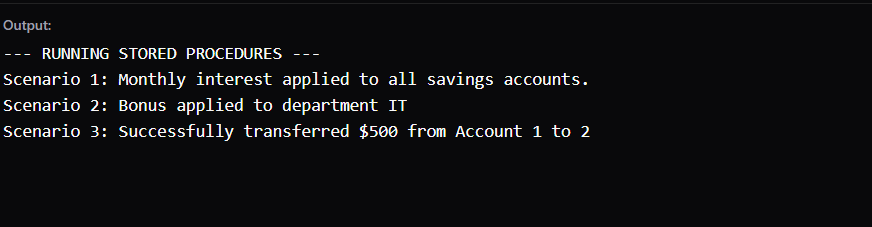 Output:
--- RUNNING STORED PROCEDURES ---
Scenario 1: Monthly interest applied to all savings accounts.
Scenario 2: Bonus applied to department IT
Scenario 3: Successfully transferred $500 from Account 1 to 2